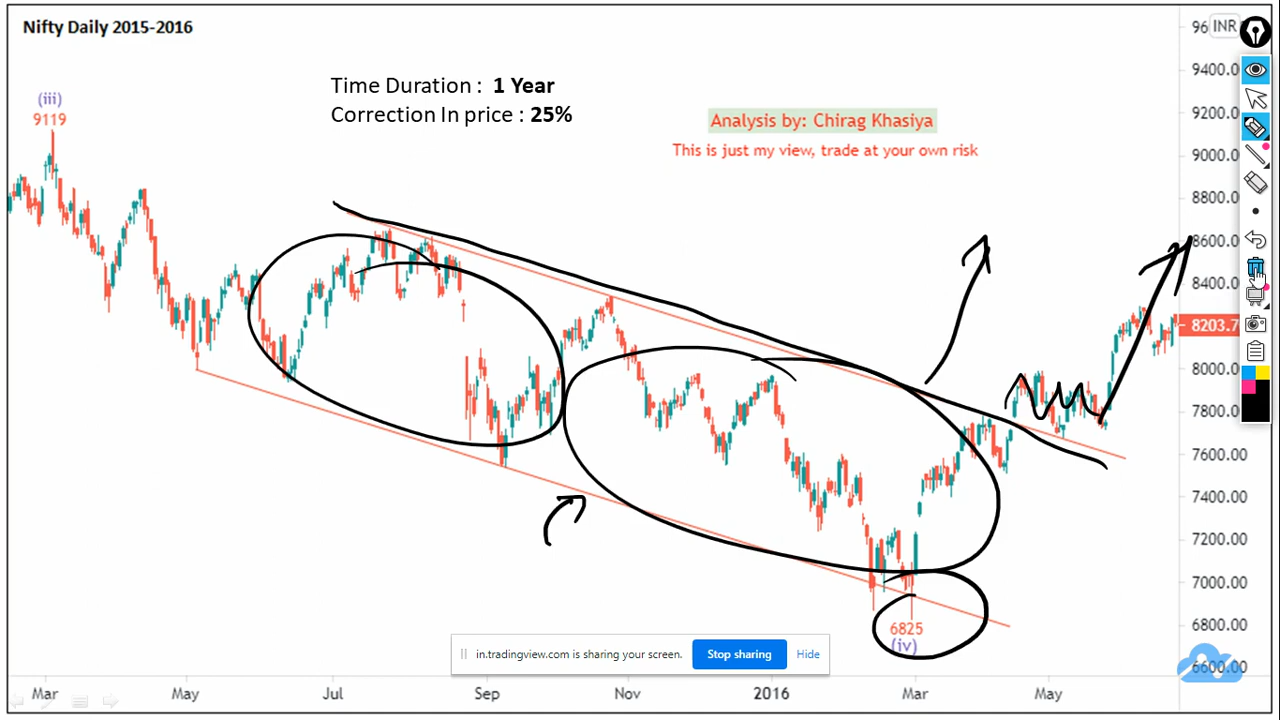 Nifty Daily 2015-2016
Time Duration : 1 Year
Correction In price : 25%
Analysis by: Chirag Khasiya
This is just my view, trade at your own risk
(iii)
9119
INR
9400.00
9200.00
9000.00
8800.00
8600.00
8400.00
8203.7
8000.00
7800.00
7600.00
7400.00
7200.00
7000.00
6800.00
6600.00
6825
(iv)
in.tradingview.com is sharing your screen.
Stop sharing
Hide
Mar
May
Jul
Sep
Nov
2016
Mar
May